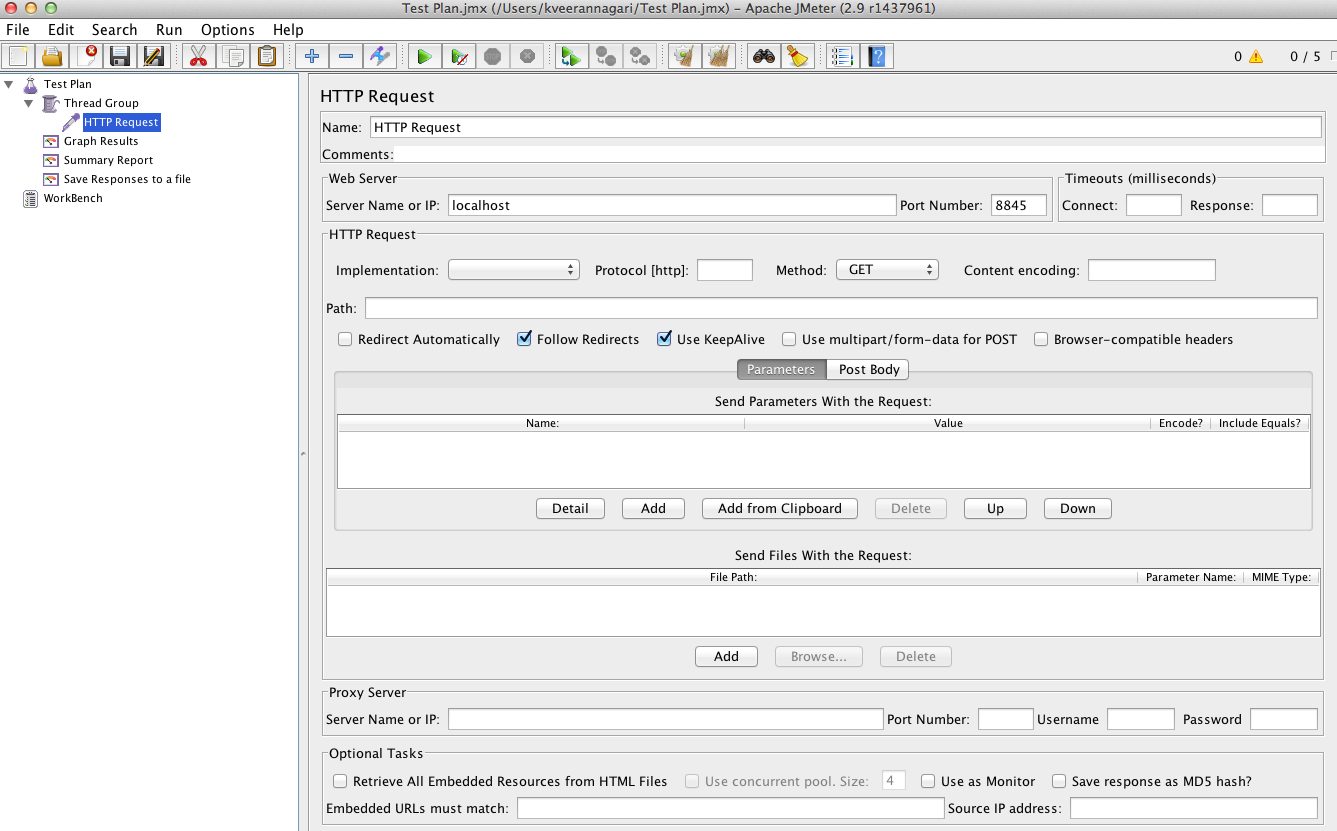 Test Plan.jmx (/Users/kveerannagari/Test Plan.jmx) – Apache JMeter (2.9 r1437961)
File Edit Search Run Options Help
0 0 / 5
Test Plan
Thread Group
HTTP Request
Graph Results
Summary Report
Save Responses to a file
WorkBench
HTTP Request
Name: HTTP Request
Comments:
Web Server
Server Name or IP: localhost Port Number: 8845
Timeouts (milliseconds)
Connect: Response:
HTTP Request
Implementation: Protocol [http]: Method: GET Content encoding:
Path:
Redirect Automatically Follow Redirects Use KeepAlive Use multipart/form-data for POST Browser-compatible headers
Parameters Post Body
Send Parameters With the Request:
Name: Value Encode? Include Equals?
Detail Add Add from Clipboard Delete Up Down
Send Files With the Request:
File Path: Parameter Name: MIME Type:
Add Browse... Delete
Proxy Server
Server Name or IP: Port Number: Username Password
Optional Tasks
Retrieve All Embedded Resources from HTML Files Use concurrent pool. Size: 4 Use as Monitor Save response as MD5 hash?
Embedded URLs must match: Source IP address: